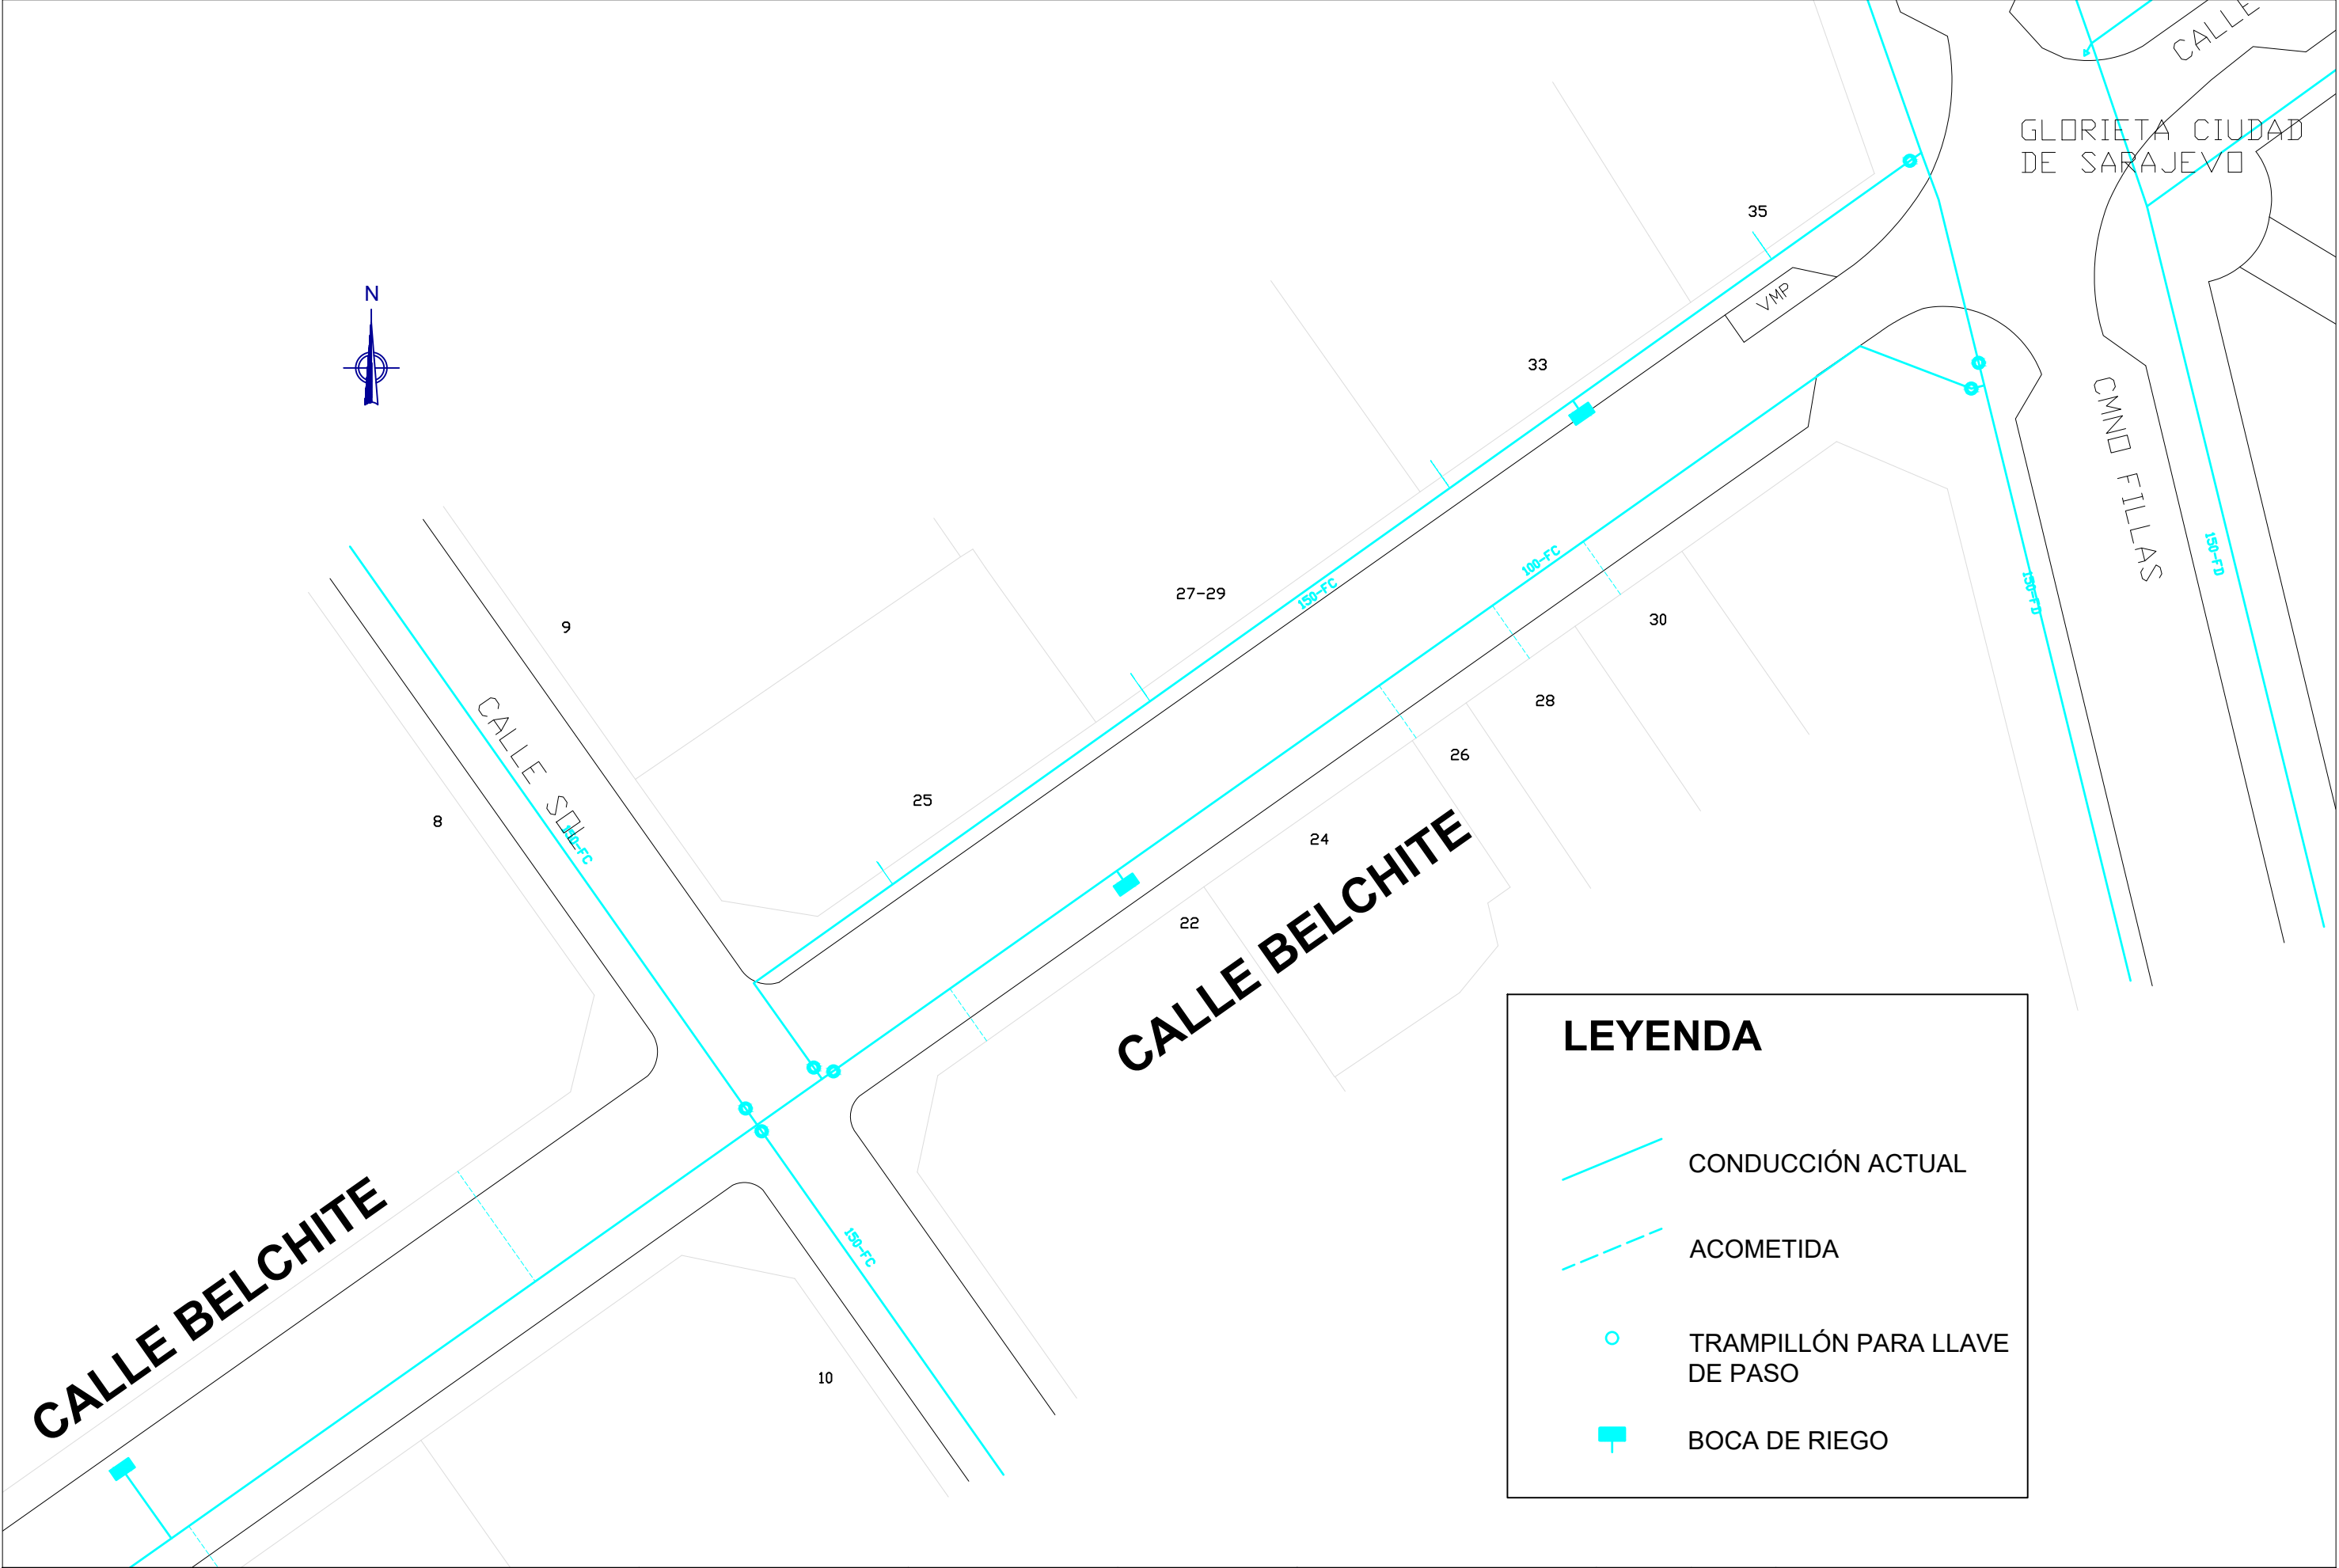 CALLE
GLORIETA CIUDAD
DE SARAJEVO
35
VMP
N
33
CMNO FILLAS
150-FC
100-FC
150-FD
150-FD
27-29
30
9
28
CALLE SOL
26
25
8
150-FC
24
22
CALLE BELCHITE
CALLE BELCHITE
150-FC
10
LEYENDA
CONDUCCIÓN ACTUAL
ACOMETIDA
TRAMPILLÓN PARA LLAVE
DE PASO
BOCA DE RIEGO